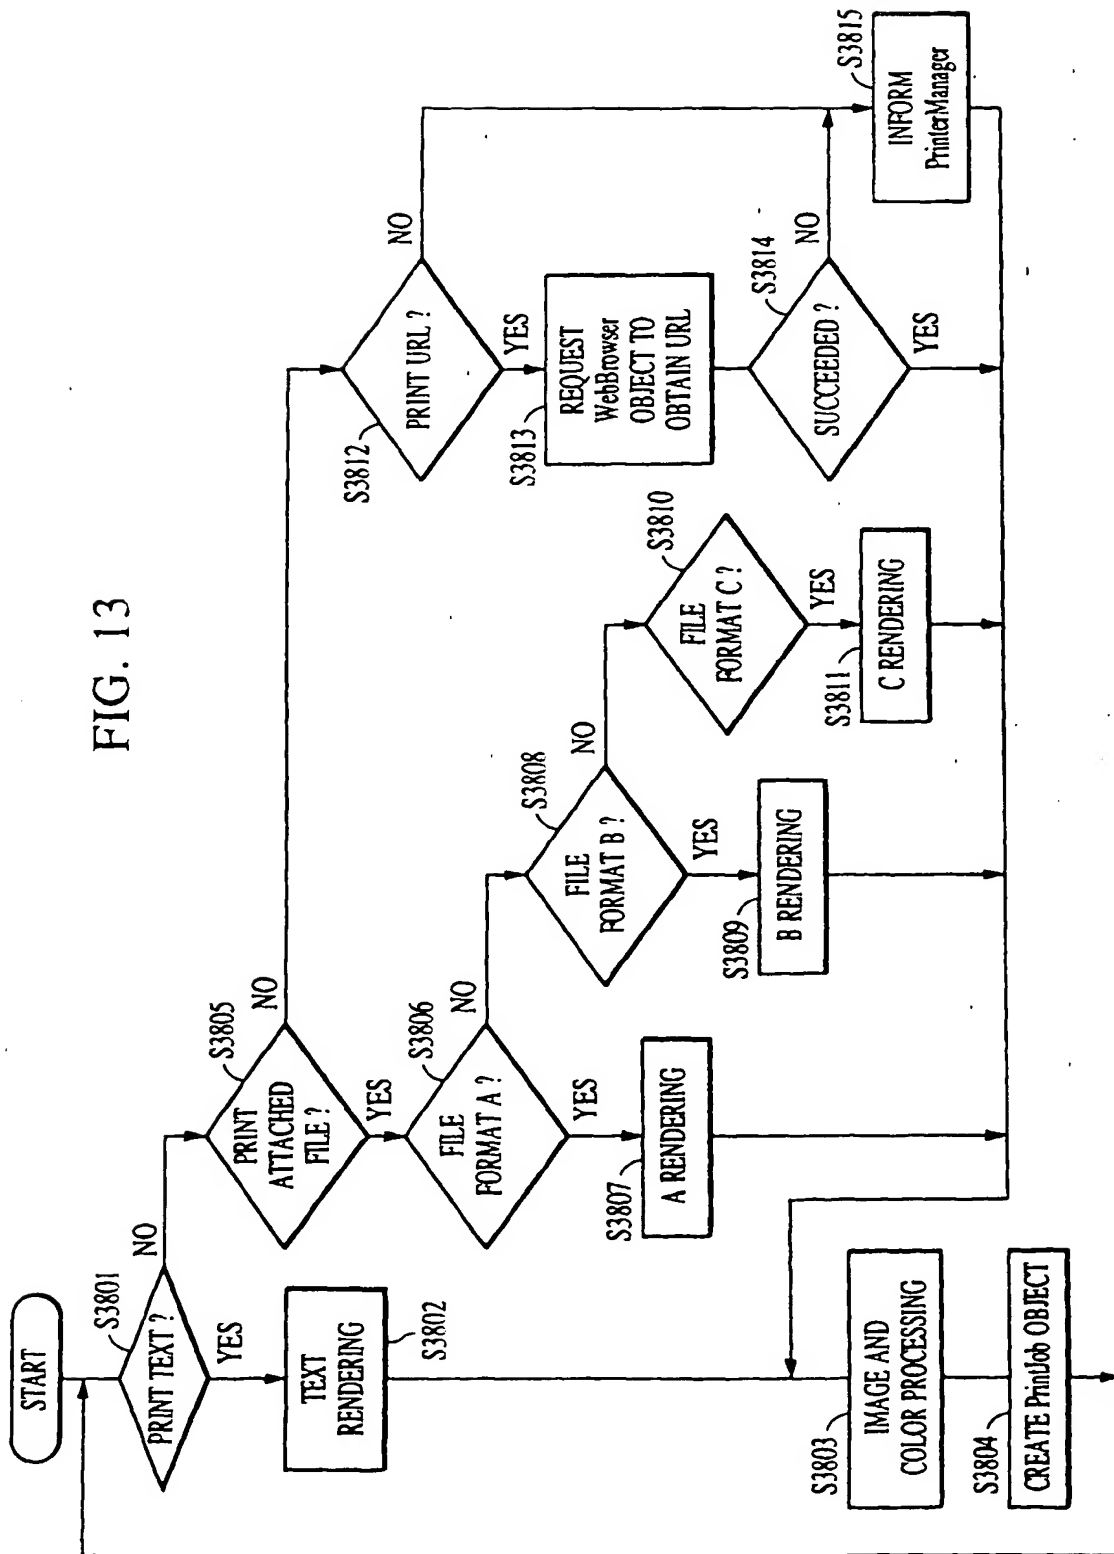 FIG. 13
START
S3801
PRINT TEXT ?
NO
YES
TEXT
RENDERING
S3802
S3803
IMAGE AND
COLOR PROCESSING
S3804
CREATE PrintJob OBJECT
S3805
PRINT
ATTACHED
FILE ?
NO
YES
S3806
FILE
FORMAT A ?
NO
YES
S3807
A RENDERING
S3808
FILE
FORMAT B ?
NO
YES
S3809
B RENDERING
S3810
FILE
FORMAT C ?
YES
S3811
C RENDERING
S3812
PRINT URL ?
NO
YES
S3813
REQUEST
WebBrowser
OBJECT TO
OBTAIN URL
S3814
SUCCEEDED ?
NO
YES
S3815
INFORM
PrinterManager